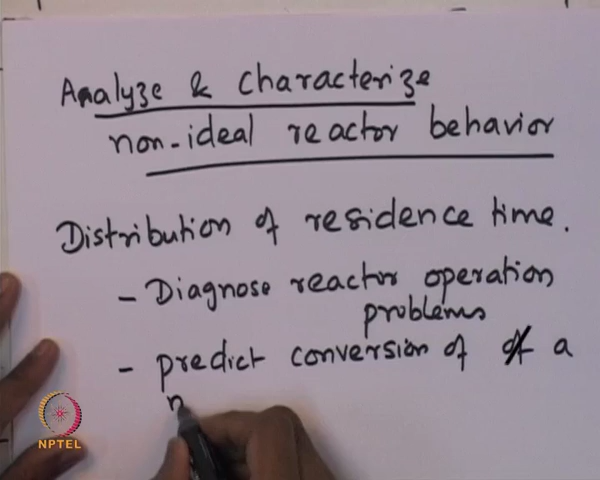 Analyze & characterize
non-ideal reactor behavior
Distribution of residence time.
- Diagnose reactor operation
problems
- predict conversion of a
n
NPTEL